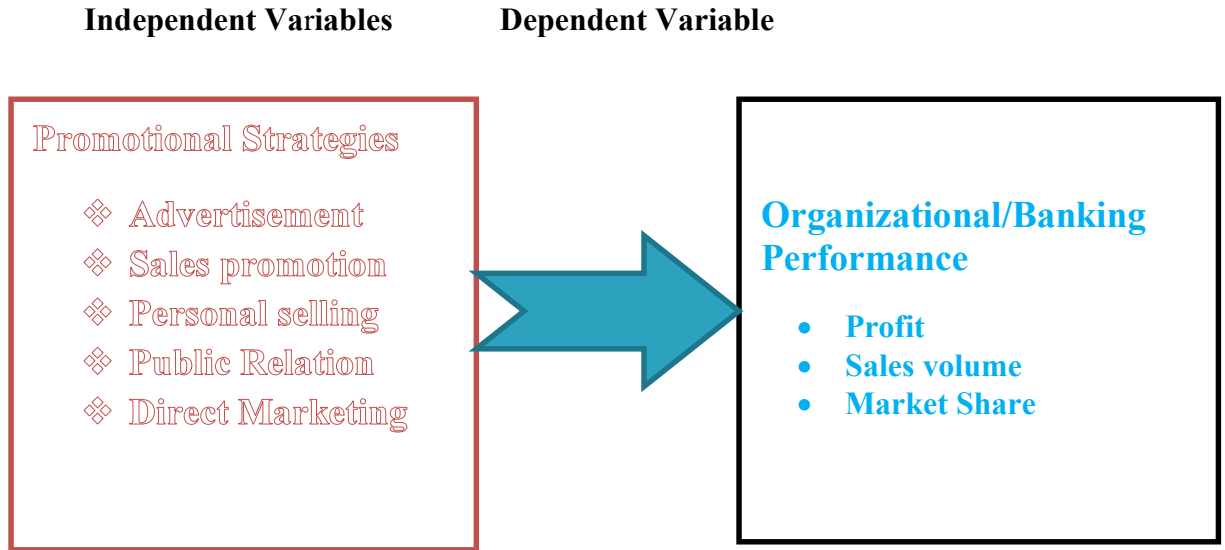 Independent Variables Dependent Variable
Promotional Strategies
❖ Advertisement
❖ Sales promotion
❖ Personal selling
❖ Public Relation
❖ Direct Marketing
Organizational/Banking
Performance
• Profit
• Sales volume
• Market Share